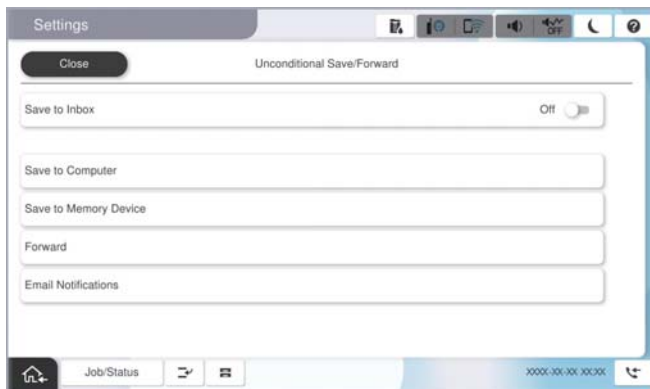 Settings
OFF
Close
Unconditional Save/Forward
Save to Inbox
Off
Save to Computer
Save to Memory Device
Forward
Email Notifications
Job/Status